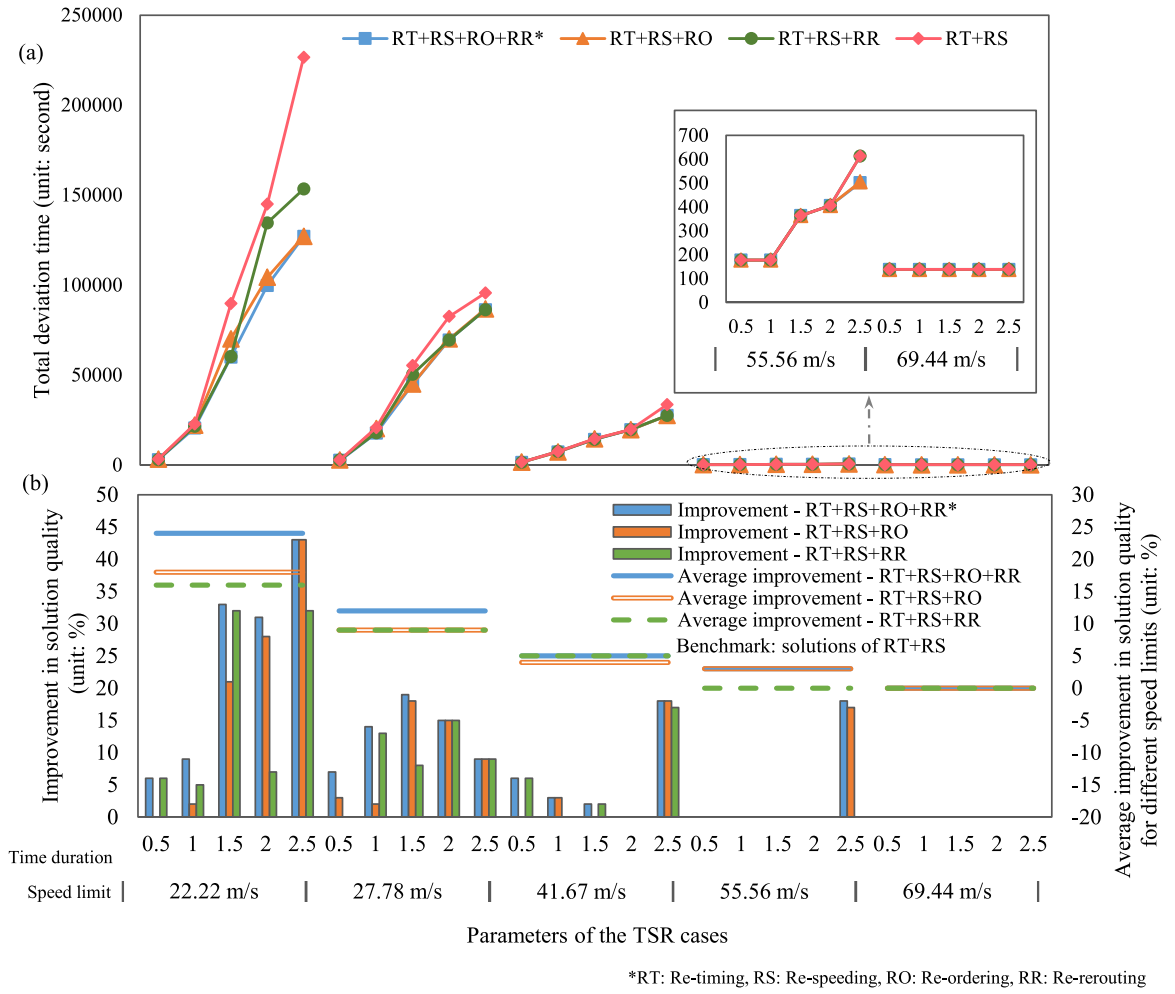 (a)
RT+RS+RO+RR* RT+RS+RO RT+RS+RR RT+RS
Total deviation time (unit: second)
250000
200000
150000
100000
50000
0
700
600
500
400
300
200
100
0
0.5 1 1.5 2 2.5 0.5 1 1.5 2 2.5
| 55.56 m/s | 69.44 m/s |
(b)
Improvement in solution quality
(unit: %)
50
45
40
35
30
25
20
15
10
5
0
Improvement - RT+RS+RO+RR*
Improvement - RT+RS+RO
Improvement - RT+RS+RR
Average improvement - RT+RS+RO+RR
Average improvement - RT+RS+RO
Average improvement - RT+RS+RR
Benchmark: solutions of RT+RS
30
25
20
15
10
5
0
-5
-10
-15
-20
Average improvement in solution quality
for different speed limits (unit: %)
0.5 1 1.5 2 2.5 0.5 1 1.5 2 2.5 0.5 1 1.5 2 2.5 0.5 1 1.5 2 2.5 0.5 1 1.5 2 2.5
Time duration
Speed limit | 22.22 m/s | 27.78 m/s | 41.67 m/s | 55.56 m/s | 69.44 m/s |
Parameters of the TSR cases
*RT: Re-timing, RS: Re-speeding, RO: Re-ordering, RR: Re-rerouting